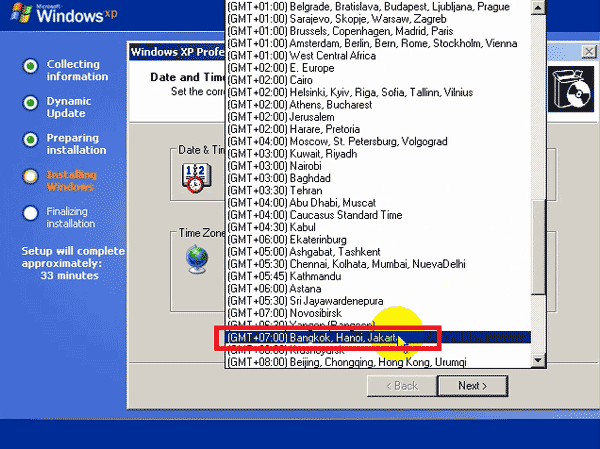 Microsoft
Windows xp
Collecting
information
Dynamic
Update
Preparing
installation
Installing
Windows
Finalizing
installation
Setup will complete
approximately:
33 minutes
Windows XP Profe
Date and Tim
Set the corre
Date & Tim
Time Zone
(GMT+01:00) Belgrade, Bratislava, Budapest, Ljubljana, Prague
(GMT+01:00) Sarajevo, Skopje, Warsaw, Zagreb
(GMT+01:00) Brussels, Copenhagen, Madrid, Paris
(GMT+01:00) Amsterdam, Berlin, Bern, Rome, Stockholm, Vienna
(GMT+01:00) West Central Africa
(GMT+02:00) E. Europe
(GMT+02:00) Cairo
(GMT+02:00) Helsinki, Kyiv, Riga, Sofia, Tallinn, Vilnius
(GMT+02:00) Athens, Bucharest
(GMT+02:00) Jerusalem
(GMT+02:00) Harare, Pretoria
(GMT+04:00) Moscow, St. Petersburg, Volgograd
(GMT+03:00) Kuwait, Riyadh
(GMT+03:00) Nairobi
(GMT+03:00) Baghdad
(GMT+03:30) Tehran
(GMT+04:00) Abu Dhabi, Muscat
(GMT+04:00) Caucasus Standard Time
(GMT+04:30) Kabul
(GMT+06:00) Ekaterinburg
(GMT+05:00) Ashgabat, Tashkent
(GMT+05:30) Chennai, Kolhata, Mumbai, NuevaDelhi
(GMT+05:45) Kathmandu
(GMT+06:00) Astana
(GMT+05:30) Sri Jayawardenepura
(GMT+07:00) Novosibirsk
(GMT+06:30) Yangon (Rangoon)
(GMT+07:00) Bangkok, Hanoi, Jakarta
(GMT+08:00) Krasnoyarsk
(GMT+08:00) Beijing, Chongqing, Hong Kong, Urumqi
< Back
Next >